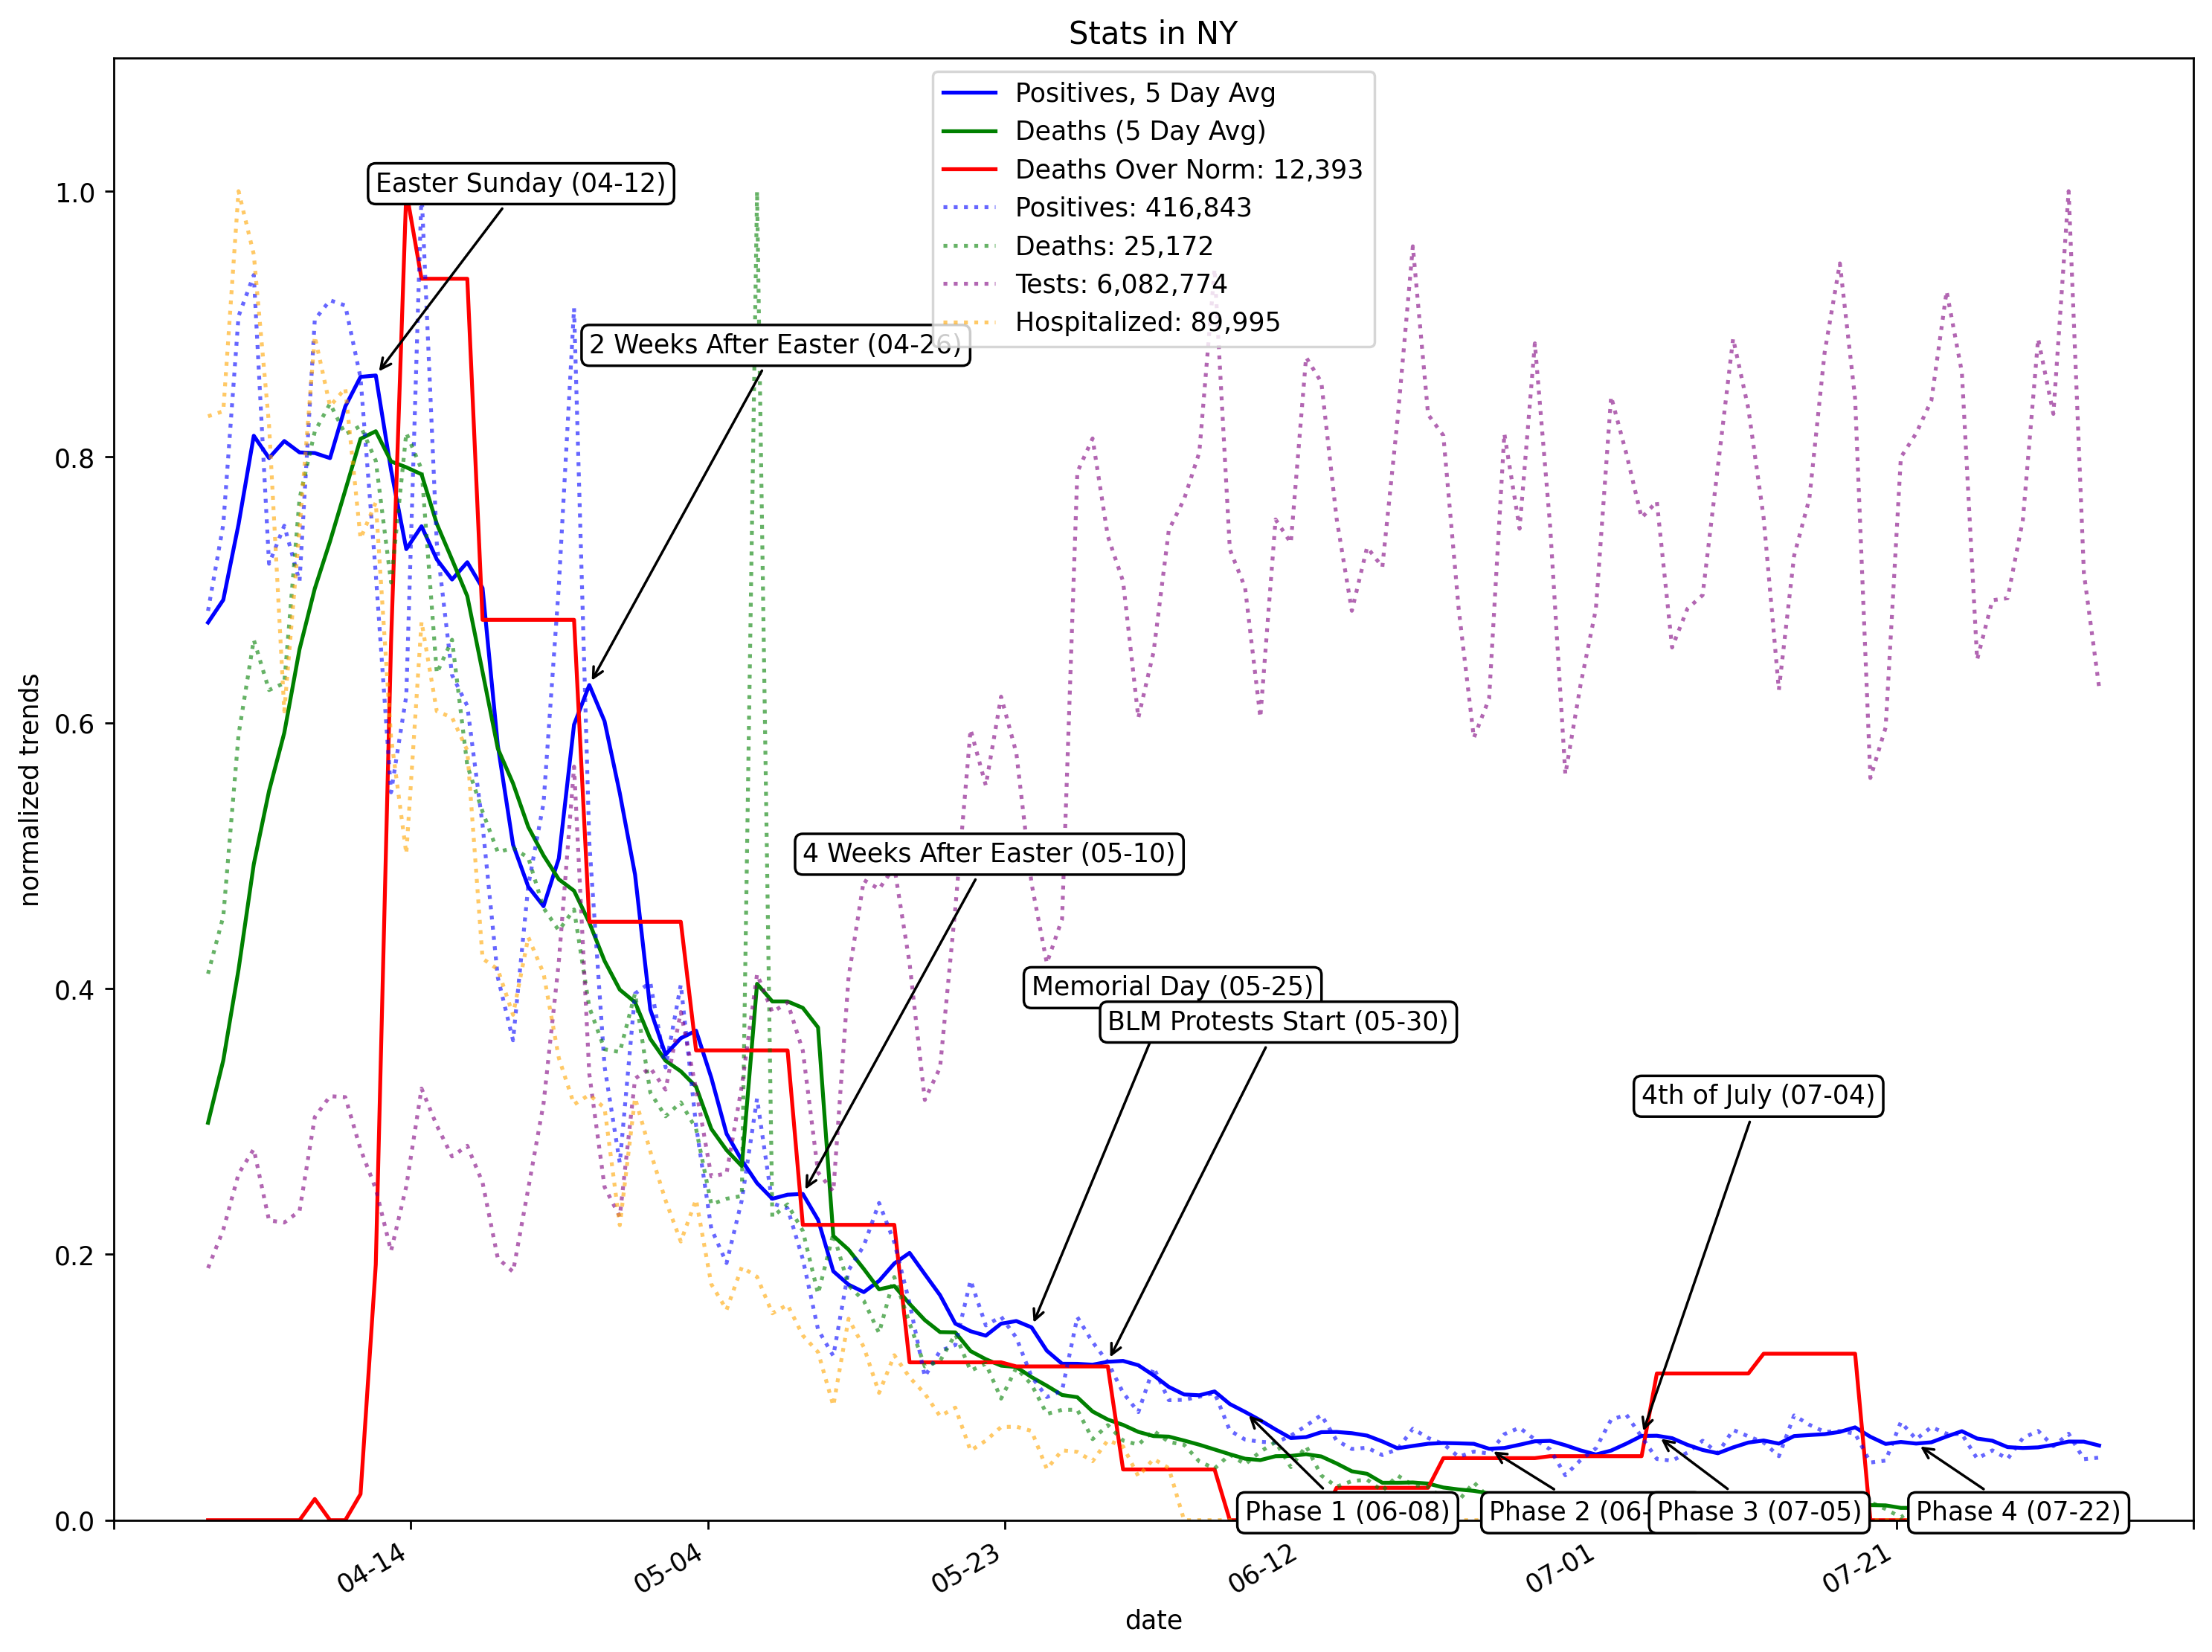 Stats in NY
Positives, 5 Day Avg
Deaths (5 Day Avg)
Deaths Over Norm: 12,393
Positives: 416,843
Deaths: 25,172
Tests: 6,082,774
Hospitalized: 89,995
Easter Sunday (04-12)
2 Weeks After Easter (04-26)
4 Weeks After Easter (05-10)
Memorial Day (05-25)
BLM Protests Start (05-30)
4th of July (07-04)
Phase 1 (06-08)
Phase 2 (06-
Phase 3 (07-05)
Phase 4 (07-22)
normalized trends
1.0
0.8
0.6
0.4
0.2
0.0
04-14
05-04
05-23
06-12
07-01
07-21
date